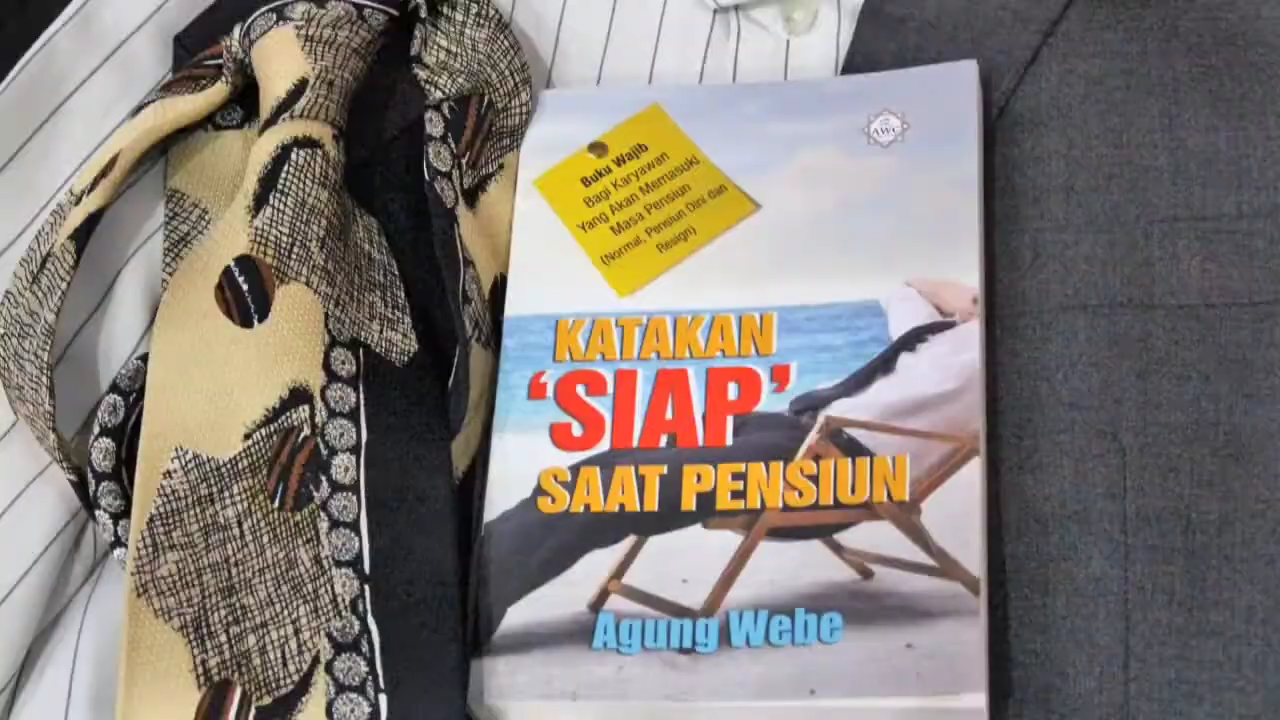 AWC
Buku Wajib
Bagi Karyawan
Yang Akan Memasuki
Masa Pensiun
(Normal, Pensiun Dini dan
Resign)
KATAKAN
'SIAP'
SAAT PENSIUN
Agung Webe